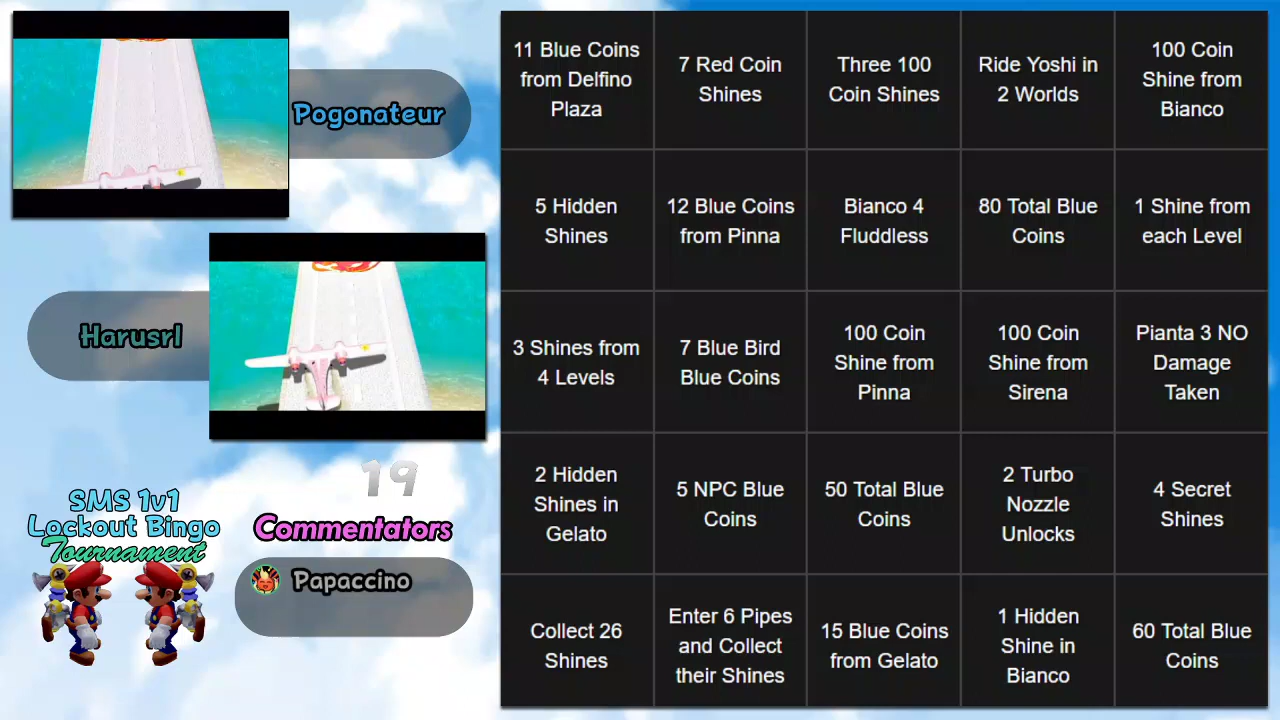 Pogonateur
Harusrl
19
SMS 1v1
Lockout Bingo
Tournament
Commentators
Papaccino
11 Blue Coins
from Delfino
Plaza
7 Red Coin
Shines
Three 100
Coin Shines
Ride Yoshi in
2 Worlds
100 Coin
Shine from
Bianco
5 Hidden
Shines
12 Blue Coins
from Pinna
Bianco 4
Fluddless
80 Total Blue
Coins
1 Shine from
each Level
3 Shines from
4 Levels
7 Blue Bird
Blue Coins
100 Coin
Shine from
Pinna
100 Coin
Shine from
Sirena
Pianta 3 NO
Damage
Taken
2 Hidden
Shines in
Gelato
5 NPC Blue
Coins
50 Total Blue
Coins
2 Turbo
Nozzle
Unlocks
4 Secret
Shines
Collect 26
Shines
Enter 6 Pipes
and Collect
their Shines
15 Blue Coins
from Gelato
1 Hidden
Shine in
Bianco
60 Total Blue
Coins